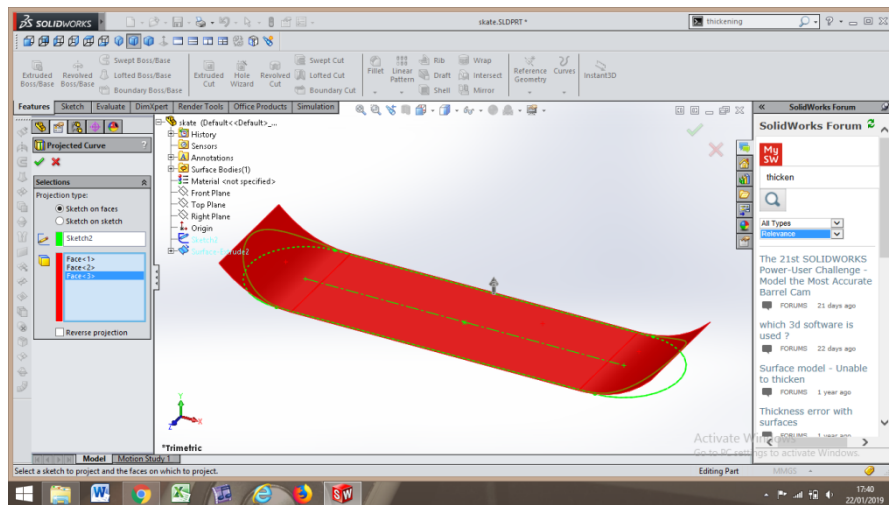 SOLIDWORKS
skate.SLDPRT *
thickening
Extruded Boss/Base
Revolved Boss/Base
Swept Boss/Base
Lofted Boss/Base
Boundary Boss/Base
Extruded Cut
Hole Wizard
Revolved Cut
Swept Cut
Lofted Cut
Boundary Cut
Fillet
Linear Pattern
Rib
Draft
Shell
Wrap
Intersect
Mirror
Reference Geometry
Curves
Instant3D
Features
Sketch
Evaluate
DimXpert
Render Tools
Office Products
Simulation
Projected Curve
?
Selections
Projection type:
Sketch on faces
Sketch on sketch
Sketch2
Face<1>
Face<2>
Face<3>
Reverse projection
skate (Default<<Default>_...
History
Sensors
Annotations
Surface Bodies(1)
Material <not specified>
Front Plane
Top Plane
Right Plane
Origin
Sketch2
Surface-Extrude2
Y
X
Z
*Trimetric
SolidWorks Forum
SolidWorks Forum
My
SW
thicken
All Types
Relevance
The 21st SOLIDWORKS
Power-User Challenge -
Model the Most Accurate
Barrel Cam
FORUMS 21 days ago
which 3d software is
used ?
FORUMS 22 days ago
Surface model - Unable
to thicken
FORUMS 1 year ago
Thickness error with
surfaces
FORUMS 1 year ago
Activate Windows
Go to PC settings to activate Windows.
Model
Motion Study 1
Select a sketch to project and the faces on which to project.
Editing Part
MMGS
17:40
22/01/2019